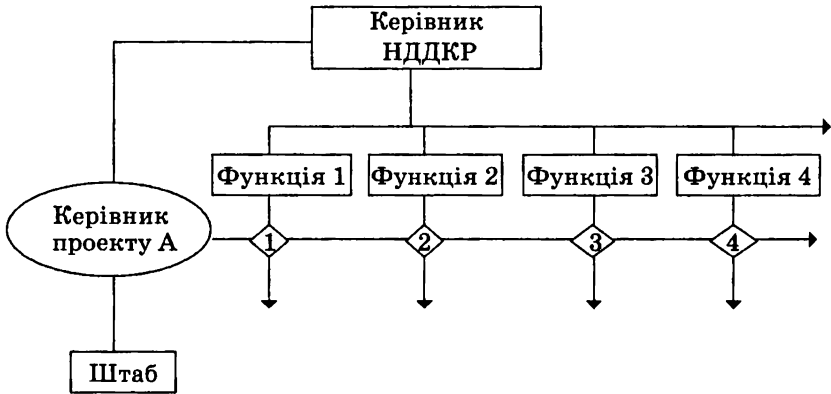 Керівник
НДДКР
Функція 1
Функція 2
Функція 3
Функція 4
Керівник
проекту А
1
2
3
4
Штаб